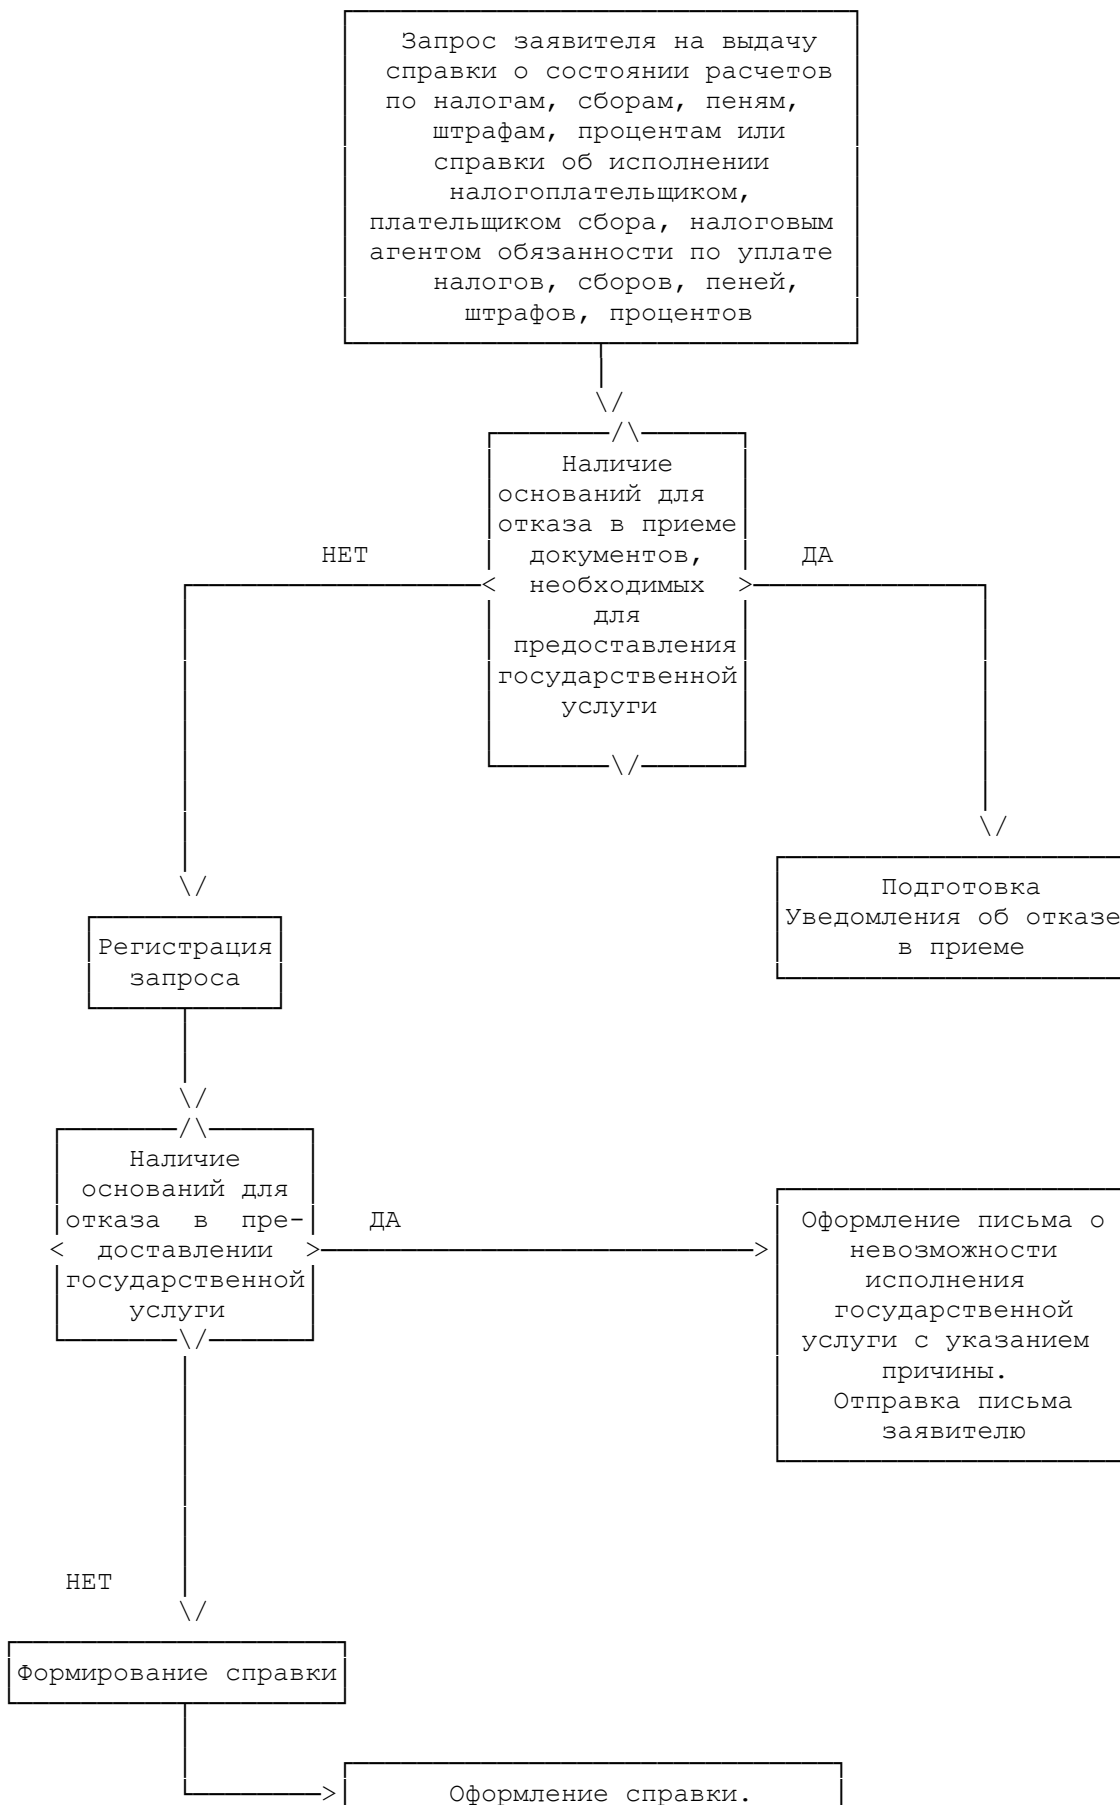 Запрос заявителя на выдачу
справки о состоянии расчетов
по налогам, сборам, пеням,
штрафам, процентам или
справки об исполнении
налогоплательщиком,
плательщиком сбора, налоговым
агентом обязанности по уплате
налогов, сборов, пеней,
штрафов, процентов
Наличие
оснований для
отказа в приеме
документов,
необходимых
для
предоставления
государственной
услуги
НЕТ
ДА
Подготовка
Уведомления об отказе
в приеме
Регистрация
запроса
Наличие
оснований для
отказа в пре-
доставлении
государственной
услуги
ДА
Оформление письма о
невозможности
исполнения
государственной
услуги с указанием
причины.
Отправка письма
заявителю
НЕТ
Формирование справки
Оформление справки.